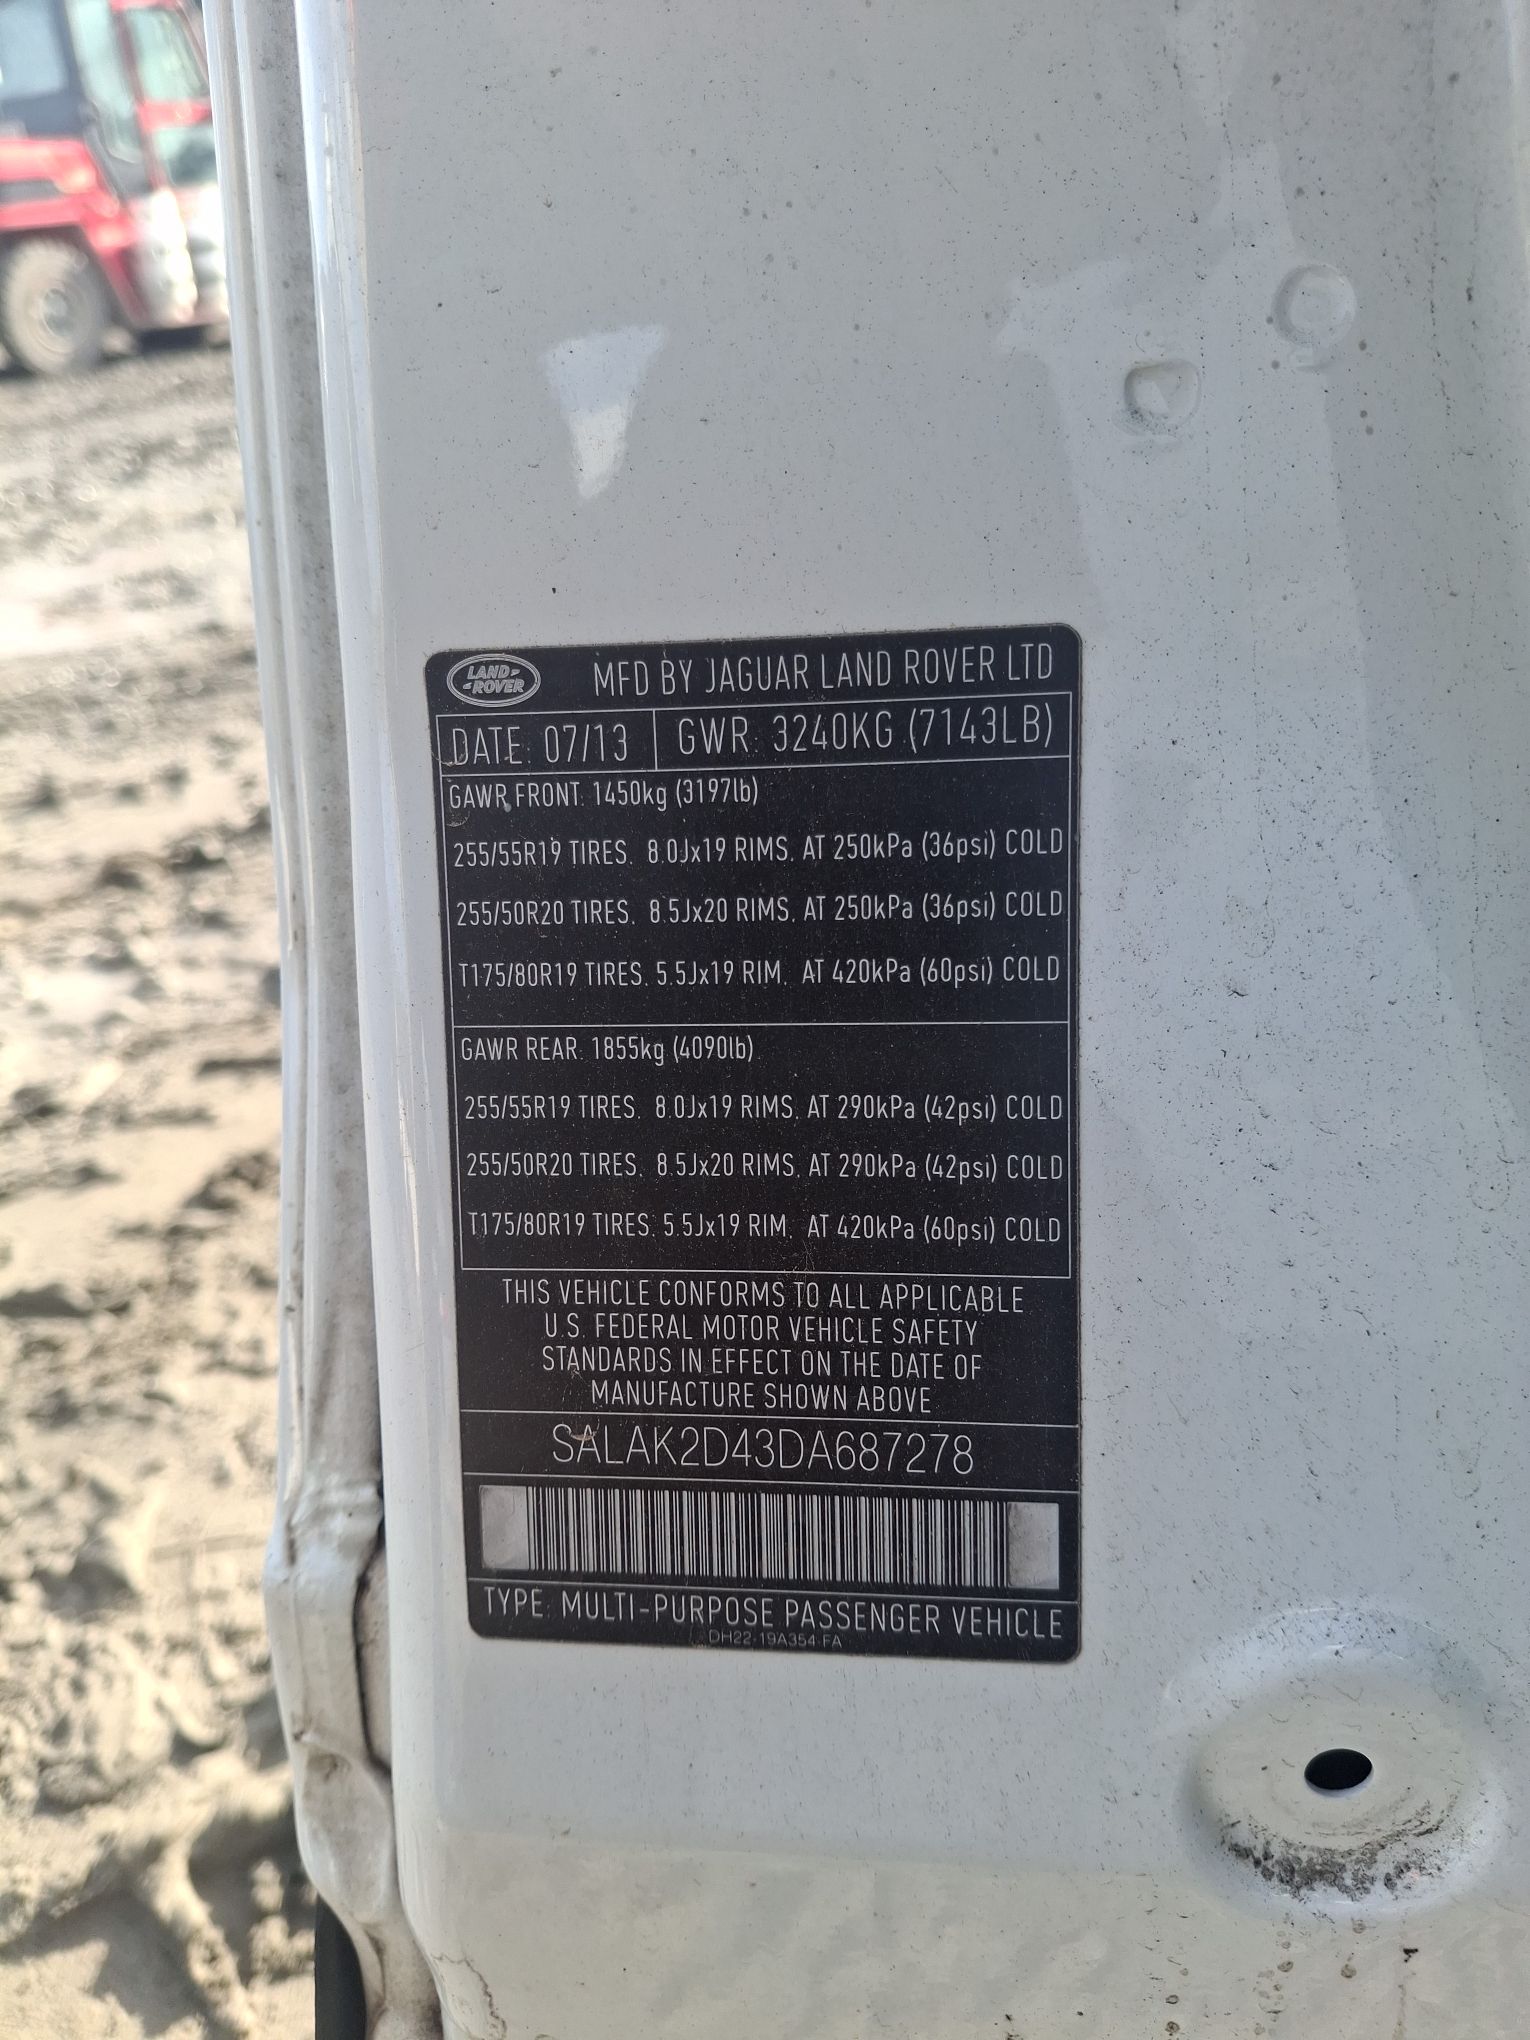 LAND-
-ROVER
MFD BY JAGUAR LAND ROVER LTD
DATE: 07/13 GWR: 3240KG (7143LB)
GAWR FRONT: 1450kg (3197lb)
255/55R19 TIRES, 8.0Jx19 RIMS, AT 250kPa (36psi) COLD
255/50R20 TIRES, 8.5Jx20 RIMS, AT 250kPa (36psi) COLD
T175/80R19 TIRES, 5.5Jx19 RIM, AT 420kPa (60psi) COLD
GAWR REAR: 1855kg (4090lb)
255/55R19 TIRES, 8.0Jx19 RIMS, AT 290kPa (42psi) COLD
255/50R20 TIRES, 8.5Jx20 RIMS, AT 290kPa (42psi) COLD
T175/80R19 TIRES, 5.5Jx19 RIM, AT 420kPa (60psi) COLD
THIS VEHICLE CONFORMS TO ALL APPLICABLE
U.S. FEDERAL MOTOR VEHICLE SAFETY
STANDARDS IN EFFECT ON THE DATE OF
MANUFACTURE SHOWN ABOVE
SALAK2D43DA687278
TYPE: MULTI-PURPOSE PASSENGER VEHICLE
DH22-19A354-FA